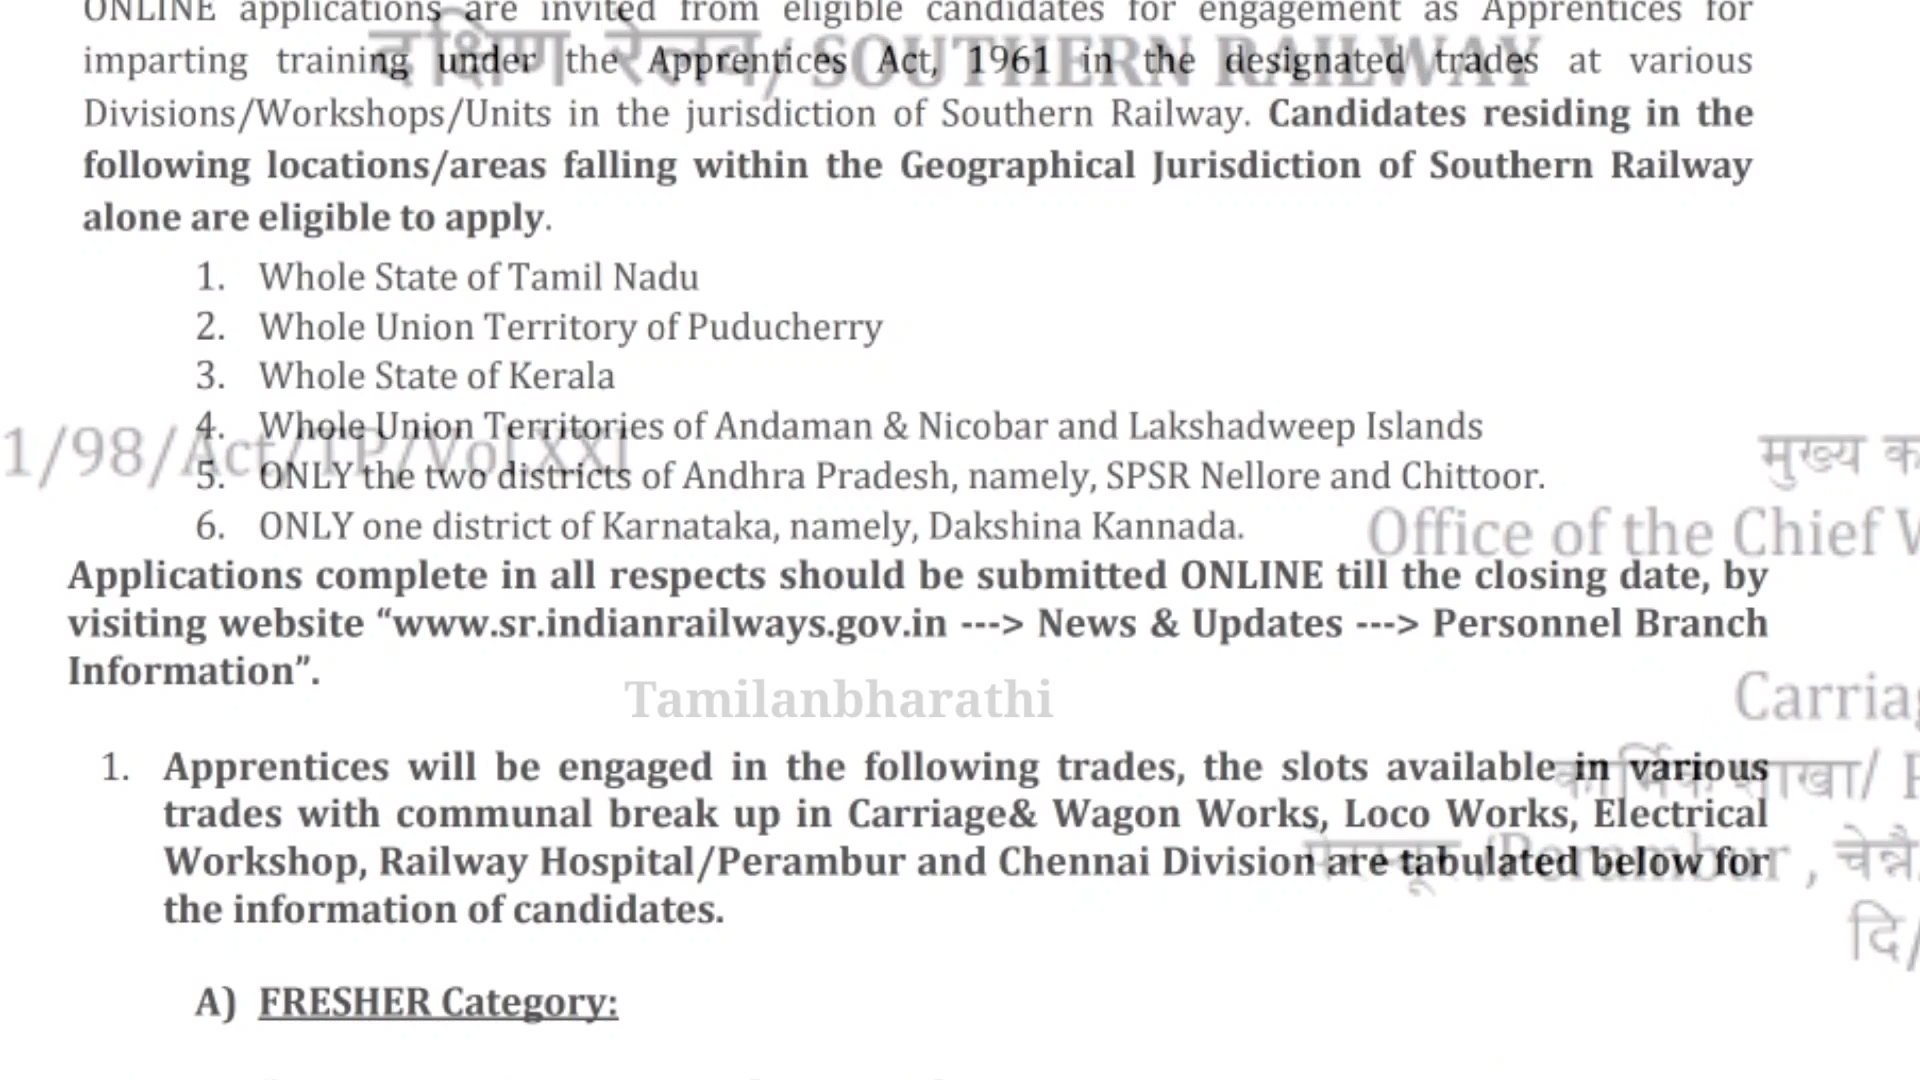 ONLINE applications are invited from eligible candidates for engagement as Apprentices for
दक्षिण रेलवे/ SOUTHERN RAILWAY
imparting training under the Apprentices Act, 1961 in the designated trades at various
Divisions/Workshops/Units in the jurisdiction of Southern Railway. Candidates residing in the
following locations/areas falling within the Geographical Jurisdiction of Southern Railway
alone are eligible to apply.
1. Whole State of Tamil Nadu
2. Whole Union Territory of Puducherry
3. Whole State of Kerala
4. Whole Union Territories of Andaman & Nicobar and Lakshadweep Islands
1/98/Act/TP/Vol XXI
मुख्य
5. ONLY the two districts of Andhra Pradesh, namely, SPSR Nellore and Chittoor.
6. ONLY one district of Karnataka, namely, Dakshina Kannada.
Office of the Chief
Applications complete in all respects should be submitted ONLINE till the closing date, by
visiting website “www.sr.indianrailways.gov.in ---> News & Updates ---> Personnel Branch
Information”.
Tamilanbharathi
1. Apprentices will be engaged in the following trades, the slots available in various
trades with communal break up in Carriage& Wagon Works, Loco Works, Electrical
Workshop, Railway Hospital/Perambur and Chennai Division are tabulated below for
the information of candidates.
A) FRESHER Category: